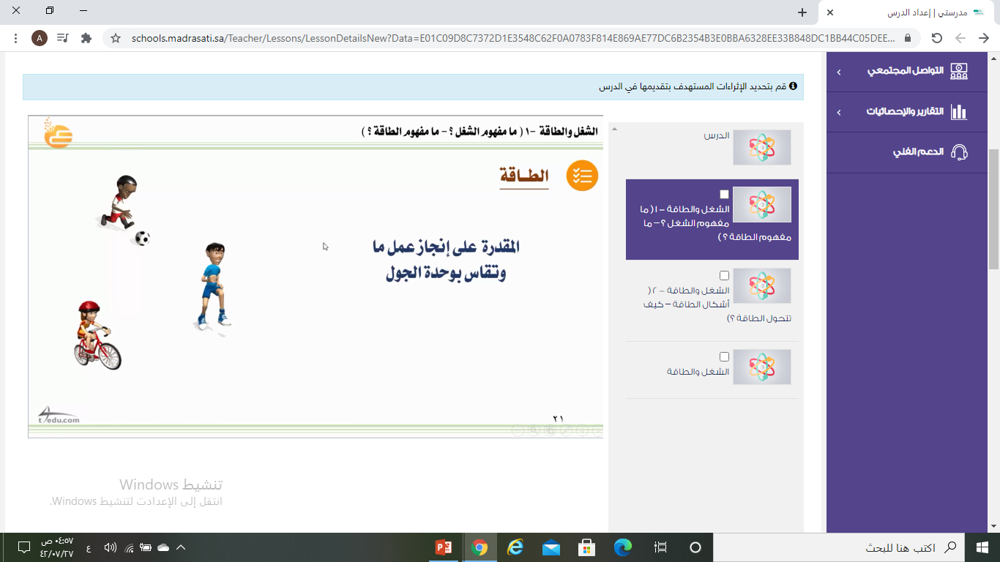 مدرستي | إعداد الدرس
schools.madrasati.sa/Teacher/Lessons/LessonDetailsNew?Data=E01C09D8C7372D1E3548C62F0A0783F814E869AE77DC6B2354B3E0BBA6328EE33B848DC1BB44C05DEE...
A
التواصل المجتمعي
التقارير والإحصائيات
الدعم الفني
قم بتحديد الإثراءات المستهدف بتقديمها في الدرس
الدرس
الشغل والطاقة - ١( ما
مفهوم الشغل ؟ – ما
مفهوم الطاقة ؟ )
الشغل والطاقة - ٢ (
أشكال الطاقة – كيف
تتحول الطاقة ؟)
الشغل والطاقة
الشغل والطاقة -١ ( ما مفهوم الشغل ؟ - ما مفهوم الطاقة ؟ )
الطـاقة
المقدرة على إنجاز عمل ما
وتقاس بوحدة الجول
t4edu.com
٢١
تنشيط Windows
انتقل إلى الإعدادت لتنشيط Windows.
اكتب هنا للبحث
ع
٠٤:٥٧ ص
٤٢/٠٧/٢٧